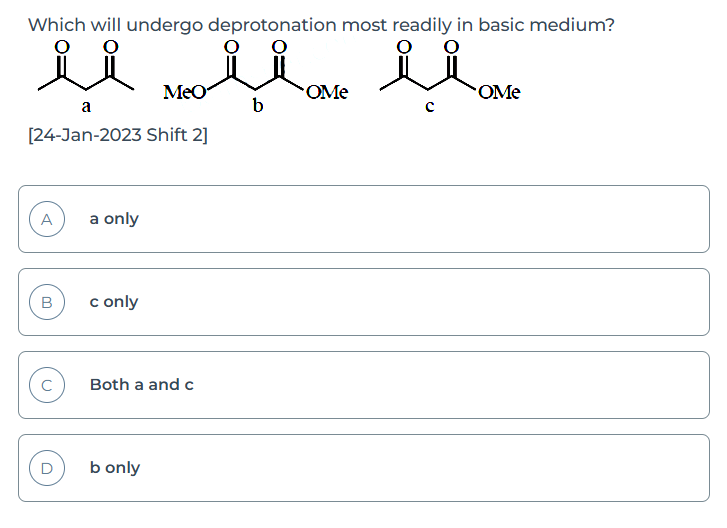 Which will undergo deprotonation most readily in basic medium?
O O O O O O
MeO OMe OMe
a b c
[24-Jan-2023 Shift 2]
A a only
B c only
C Both a and c
D b only